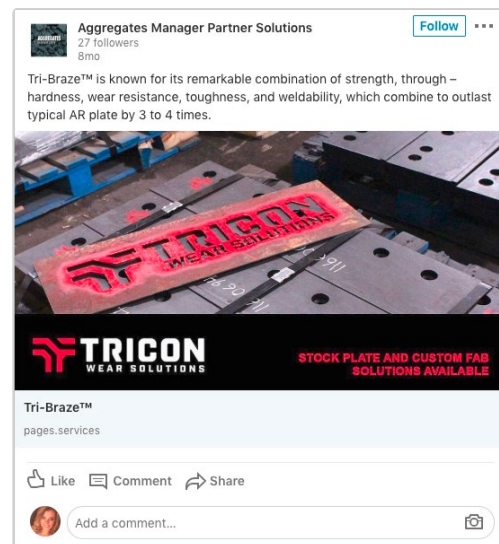 AGGREGATES
Aggregates Manager Partner Solutions
Follow
27 followers
8mo
Tri-Braze™ is known for its remarkable combination of strength, through –
hardness, wear resistance, toughness, and weldability, which combine to outlast
typical AR plate by 3 to 4 times.
TRICON
WEAR SOLUTIONS
TRICON
WEAR SOLUTIONS
STOCK PLATE AND CUSTOM FAB
SOLUTIONS AVAILABLE
Tri-Braze™
pages.services
Like
Comment
Share
Add a comment...